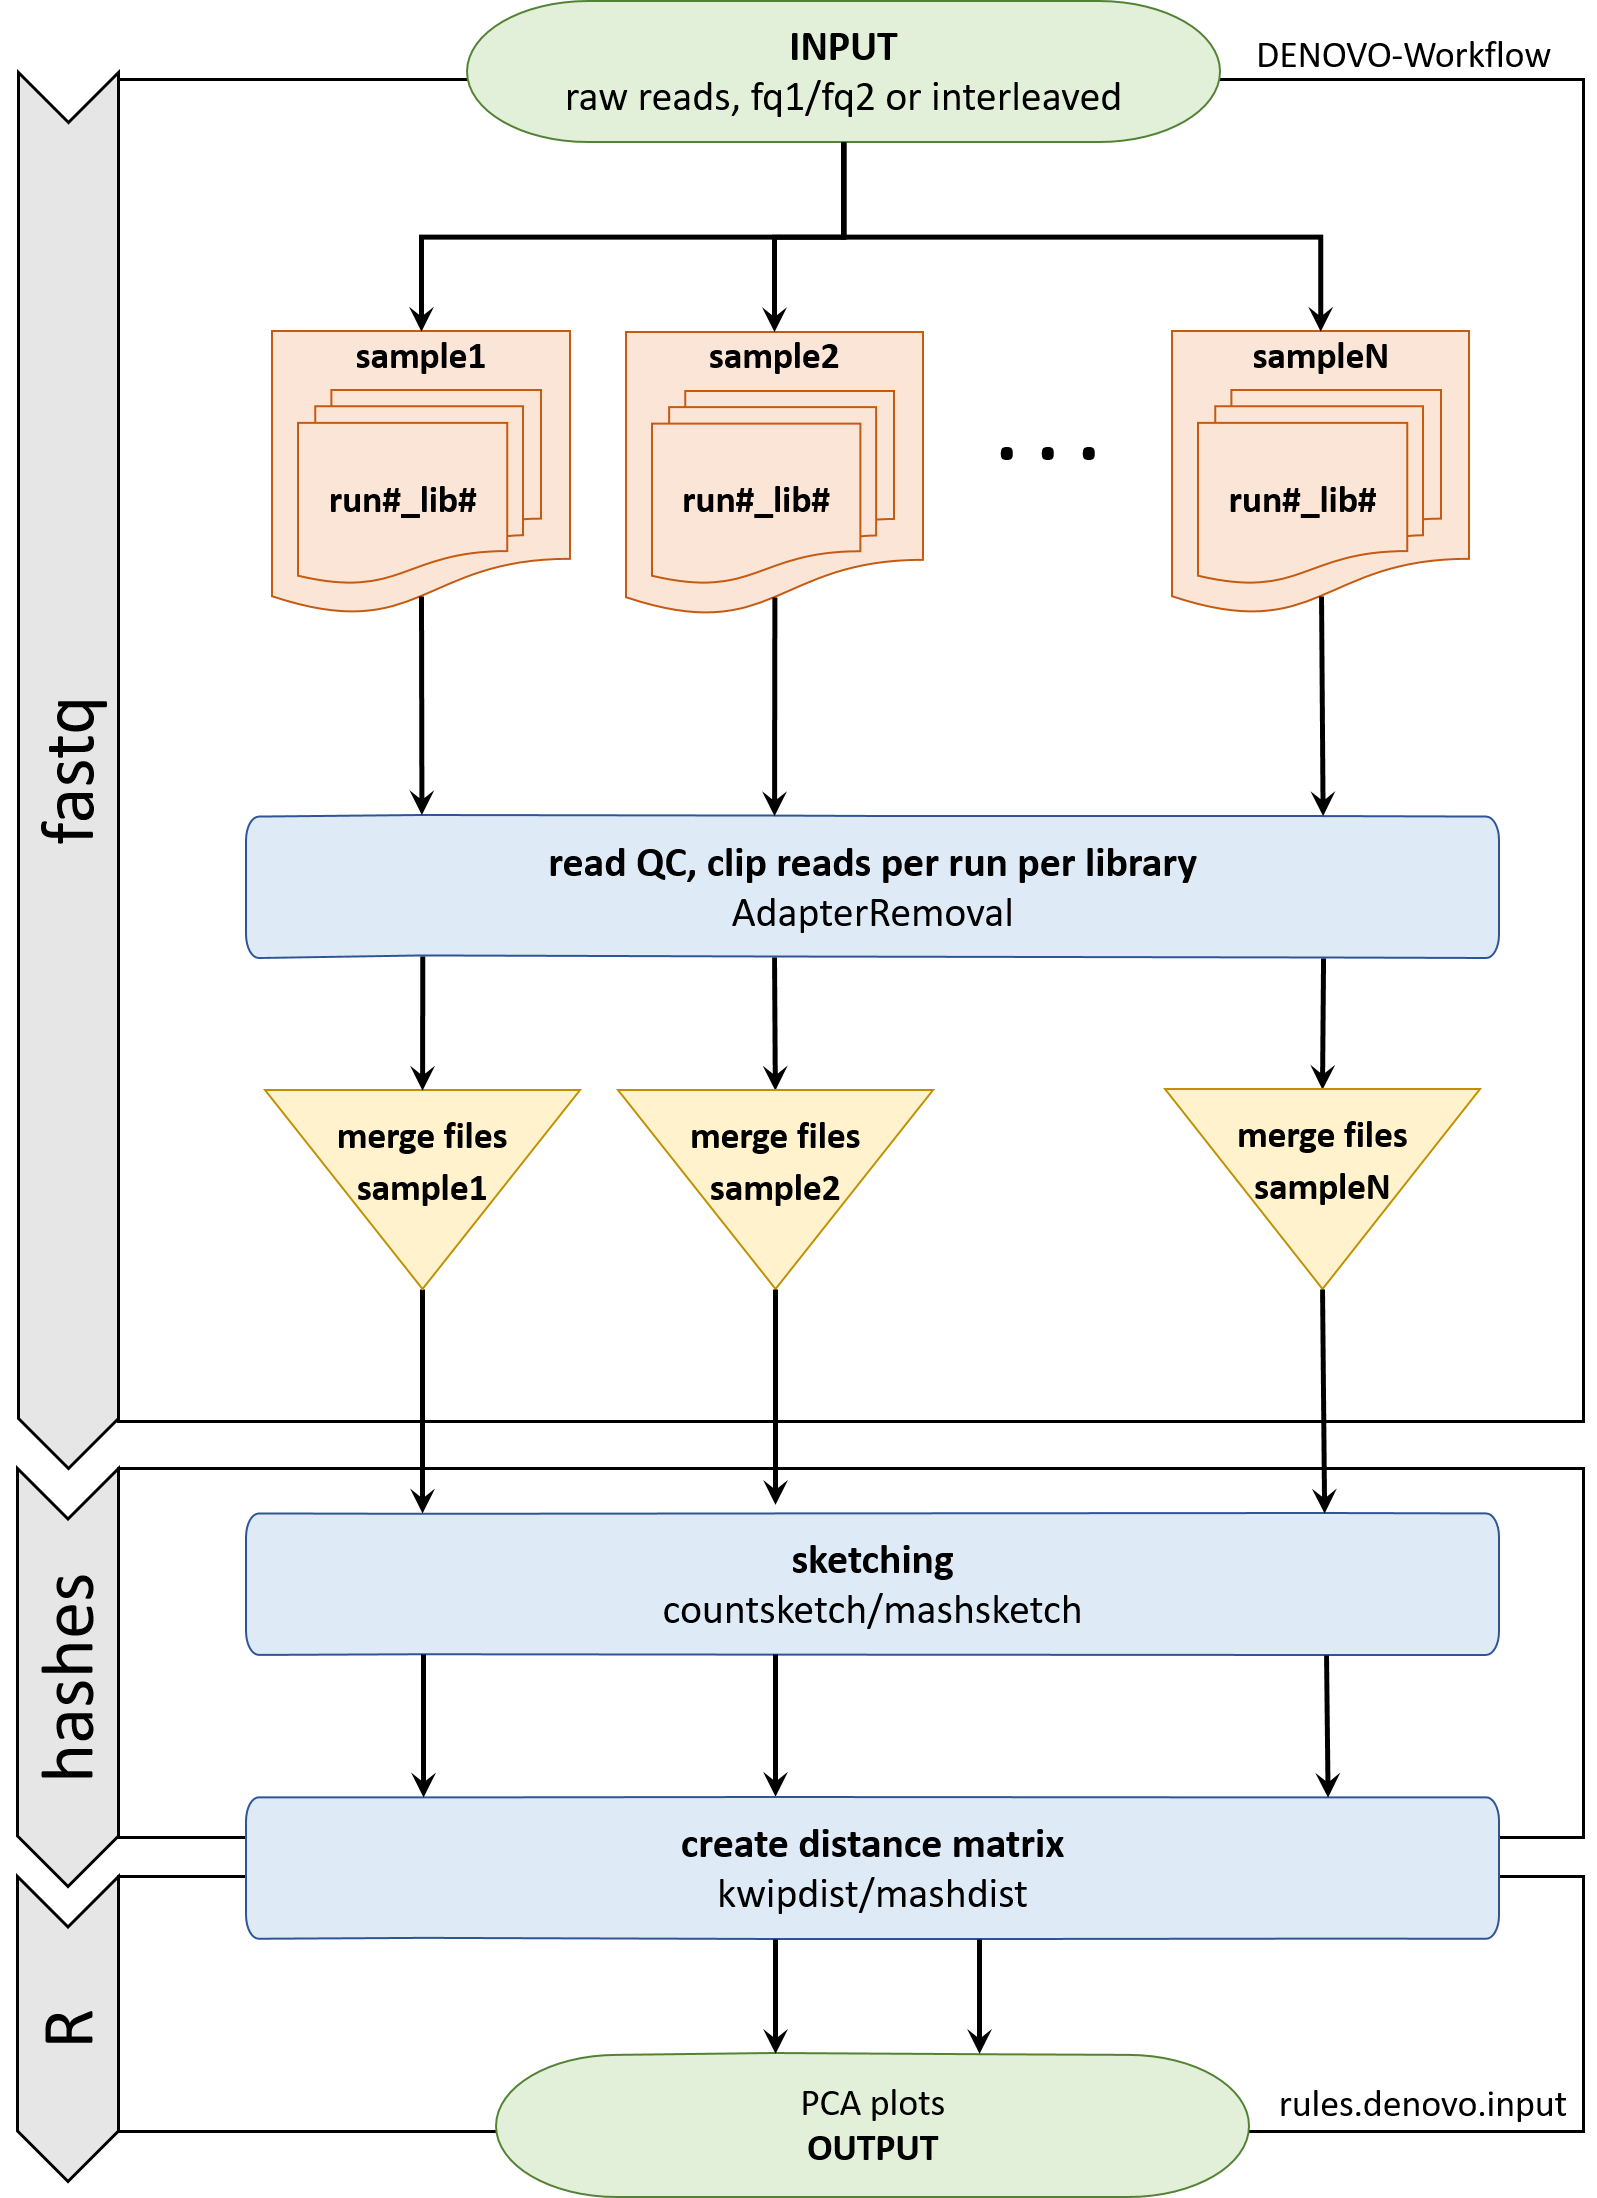 INPUT
raw reads, fq1/fq2 or interleaved
DENOVO-Workflow
fastq
sample1
run#_lib#
sample2
run#_lib#
. . .
sampleN
run#_lib#
read QC, clip reads per run per library
AdapterRemoval
merge files
sample1
merge files
sample2
merge files
sampleN
hashes
sketching
countsketch/mashsketch
create distance matrix
kwipdist/mashdist
R
PCA plots
OUTPUT
rules.denovo.input